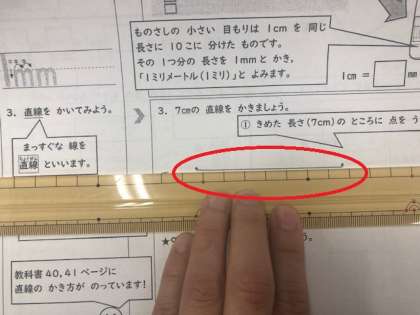 ものさしの 小さい 目もりは 1cm を 同じ
長さに 10こに 分けた ものです。
その 1つ分の 長さを 1mmと かき、
「1ミリメートル(1ミリ)」と よみます。
1cm = mm
1mm
3. 直線を かいてみよう。
まっすぐな 線を
直線 と いいます。
3. 7cmの 直線を かきましょう。
① きめた 長さ(7cm)の ところに 点を う
教科書40,41ページに
直線の かき方が のっています!